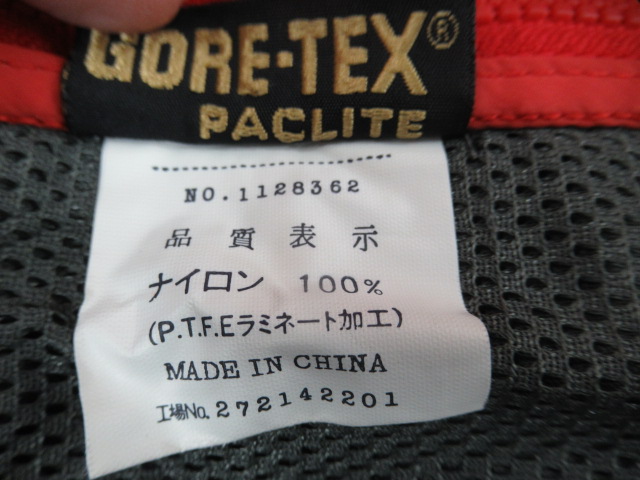 GORE-TEX®
PACLITE
NO.1128362
品質表示
ナイロン 100%
(P.T.F.Eラミネート加工)
MADE IN CHINA
工場No.272142201